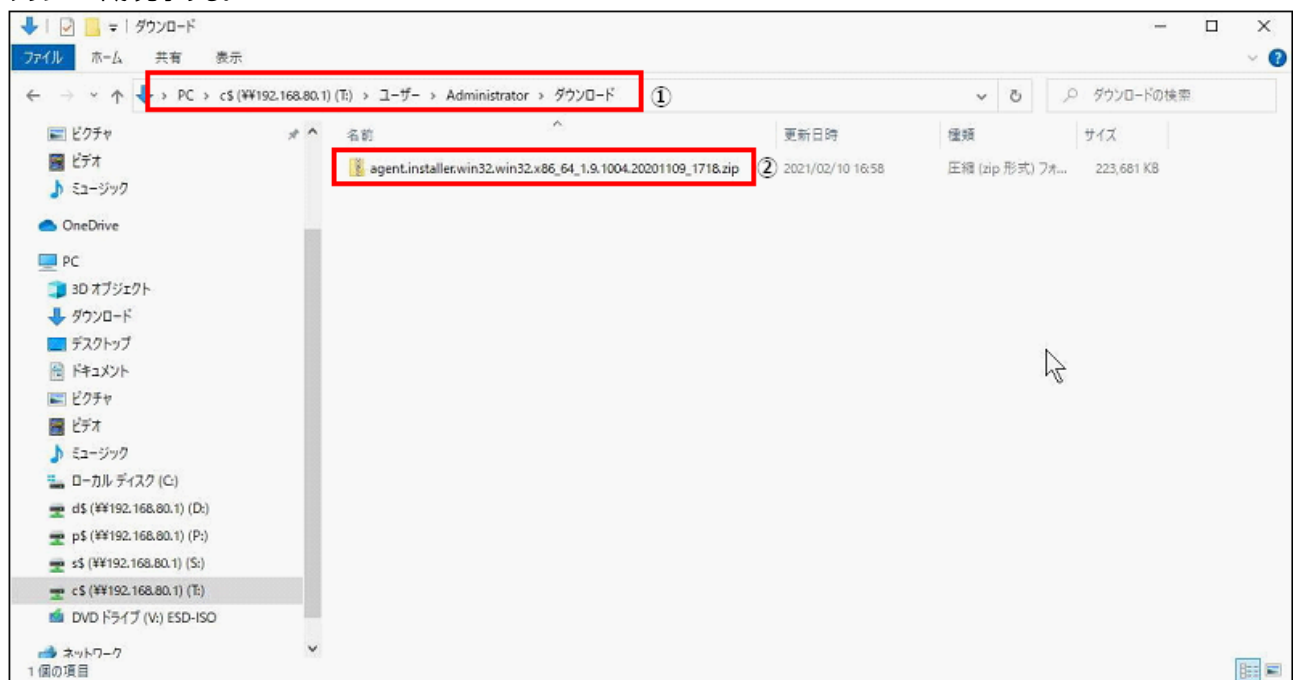 ダウンロード
ファイル ホーム 共有 表示
› PC › c$ (¥¥192.168.80.1) (T:) › ユーザー › Administrator › ダウンロード ① ダウンロードの検索
名前 更新日時 種類 サイズ
agent.installer.win32.win32.x86_64_1.9.1004.20201109_1718.zip ② 2021/02/10 16:58 圧縮 (zip 形式) フォ... 223,681 KB
ピクチャ
ビデオ
ミュージック
OneDrive
PC
3D オブジェクト
ダウンロード
デスクトップ
ドキュメント
ピクチャ
ビデオ
ミュージック
ローカル ディスク (C:)
d$ (¥¥192.168.80.1) (D:)
p$ (¥¥192.168.80.1) (P:)
s$ (¥¥192.168.80.1) (S:)
c$ (¥¥192.168.80.1) (T:)
DVD ドライブ (V:) ESD-ISO
ネットワーク
1 個の項目